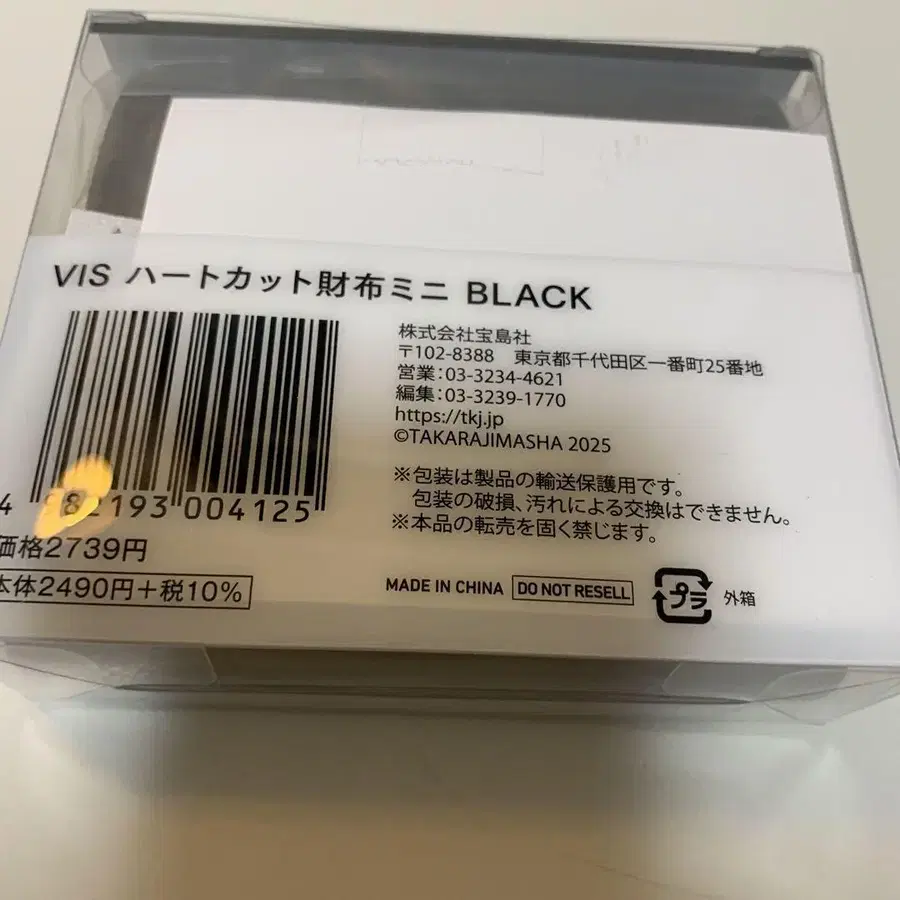 VIS ハートカット財布ミニ BLACK
株式会社宝島社
〒102-8388 東京都千代田区一番町25番地
営業:03-3234-4621
編集:03-3239-1770
https://tkj.jp
©TAKARAJIMASHA 2025
※包装は製品の輸送保護用です。
包装の破損、汚れによる交換はできません。
※本品の転売を固く禁じます。
4 982193 004125
価格2739円
本体2490円+税10%
MADE IN CHINA DO NOT RESELL プラ 外箱